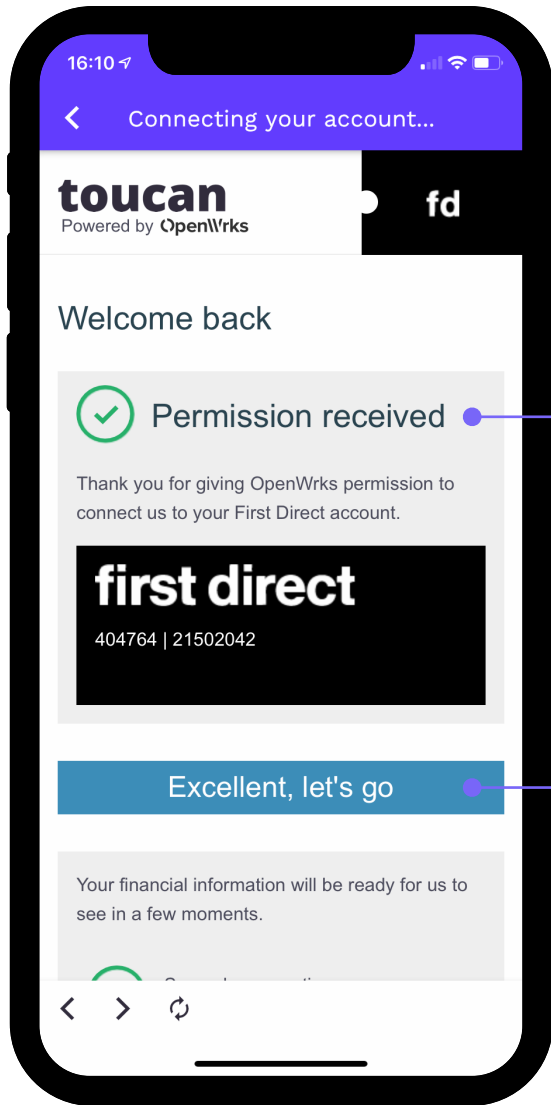 16:10
Connecting your account...
toucan
Powered by OpenWrks
fd
Welcome back
Permission received
Thank you for giving OpenWrks permission to
connect us to your First Direct account.
first direct
404764 | 21502042
Excellent, let's go
Your financial information will be ready for us to
see in a few moments.